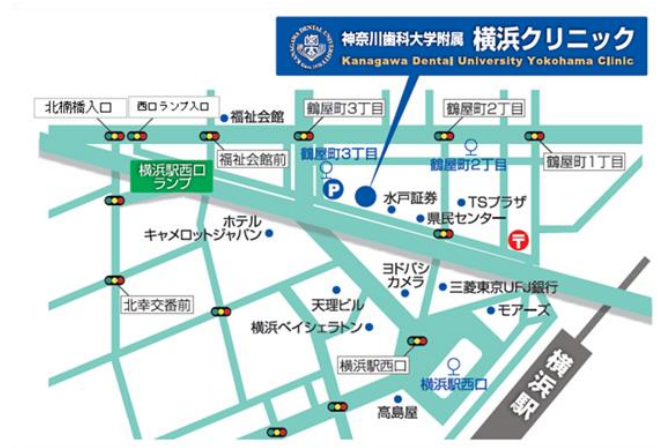 神奈川歯科大学附属 横浜クリニック
Kanagawa Dental University Yokohama Clinic
北楠橋入口
西口ランプ入口
福祉会館
鶴屋町3丁目
鶴屋町2丁目
福祉会館前
鶴屋町3丁目
鶴屋町2丁目
鶴屋町1丁目
横浜駅西口
ランプ
P
水戸証券
TSプラザ
県民センター
〒
ホテル
キャメロットジャパン
ヨドバシ
カメラ
三菱東京UFJ銀行
北幸交番前
天理ビル
モアーズ
横浜ベイシェラトン
横浜駅西口
横浜駅西口
横浜駅
高島屋